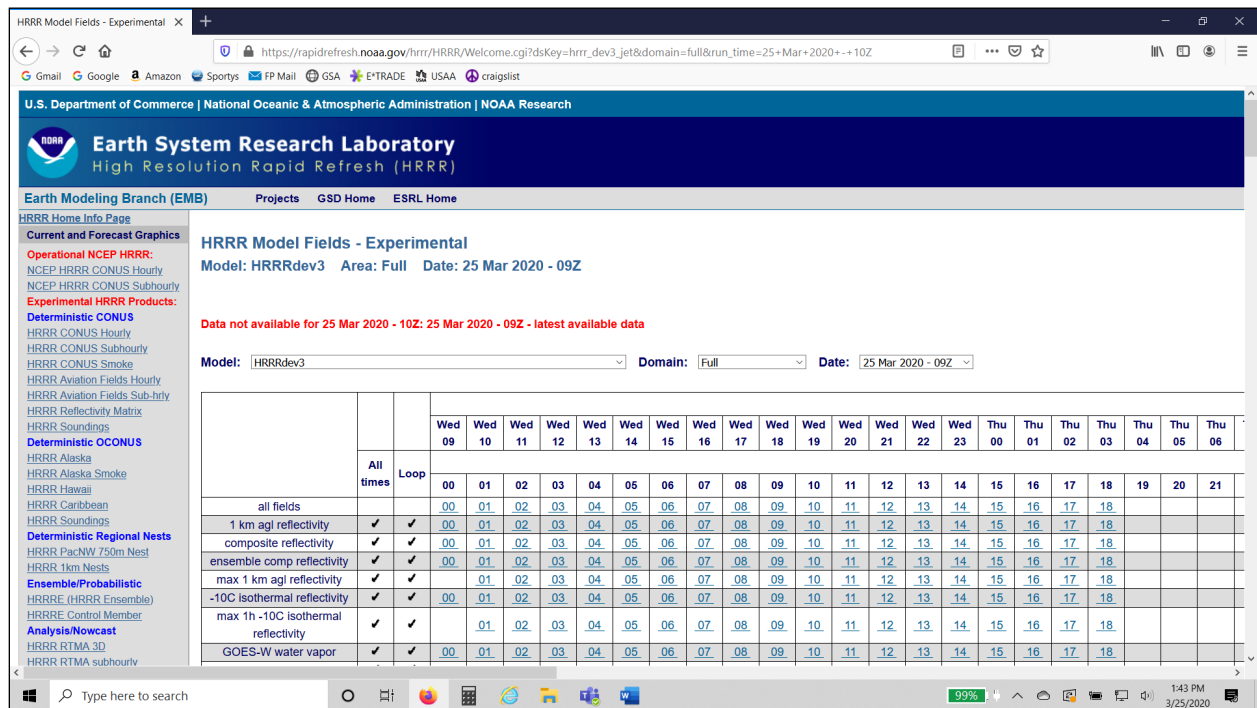 HRRR Model Fields - Experimental
https://rapidrefresh.noaa.gov/hrrr/HRRR/Welcome.cgi?dsKey=hrrr_dev3_jet&domain=full&run_time=25+Mar+2020+-+10Z
Gmail Google Amazon Sportys FP Mail GSA E*TRADE USAA craigslist
U.S. Department of Commerce | National Oceanic & Atmospheric Administration | NOAA Research
NOAA
Earth System Research Laboratory
High Resolution Rapid Refresh (HRRR)
Earth Modeling Branch (EMB) Projects GSD Home ESRL Home
HRRR Home Info Page
Current and Forecast Graphics
Operational NCEP HRRR:
NCEP HRRR CONUS Hourly
NCEP HRRR CONUS Subhourly
Experimental HRRR Products:
Deterministic CONUS
HRRR CONUS Hourly
HRRR CONUS Subhourly
HRRR CONUS Smoke
HRRR Aviation Fields Hourly
HRRR Aviation Fields Sub-hrly
HRRR Reflectivity Matrix
HRRR Soundings
Deterministic OCONUS
HRRR Alaska
HRRR Alaska Smoke
HRRR Hawaii
HRRR Caribbean
HRRR Soundings
Deterministic Regional Nests
HRRR PacNW 750m Nest
HRRR 1km Nests
Ensemble/Probabilistic
HRRRE (HRRR Ensemble)
HRRRE Control Member
Analysis/Nowcast
HRRR RTMA 3D
HRRR RTMA subhourly
HRRR Model Fields - Experimental
Model: HRRRdev3 Area: Full Date: 25 Mar 2020 - 09Z
Data not available for 25 Mar 2020 - 10Z: 25 Mar 2020 - 09Z - latest available data
Model: HRRRdev3 Domain: Full Date: 25 Mar 2020 - 09Z
Wed Wed Wed Wed Wed Wed Wed Wed Wed Wed Wed Wed Wed Wed Wed Thu Thu Thu Thu Thu Thu Thu
09 10 11 12 13 14 15 16 17 18 19 20 21 22 23 00 01 02 03 04 05 06
All times Loop
00 01 02 03 04 05 06 07 08 09 10 11 12 13 14 15 16 17 18 19 20 21
all fields 00 01 02 03 04 05 06 07 08 09 10 11 12 13 14 15 16 17 18
1 km agl reflectivity ✔ ✔ 00 01 02 03 04 05 06 07 08 09 10 11 12 13 14 15 16 17 18
composite reflectivity ✔ ✔ 00 01 02 03 04 05 06 07 08 09 10 11 12 13 14 15 16 17 18
ensemble comp reflectivity ✔ ✔ 00 01 02 03 04 05 06 07 08 09 10 11 12 13 14 15 16 17 18
max 1 km agl reflectivity ✔ ✔ 01 02 03 04 05 06 07 08 09 10 11 12 13 14 15 16 17 18
-10C isothermal reflectivity ✔ ✔ 00 01 02 03 04 05 06 07 08 09 10 11 12 13 14 15 16 17 18
max 1h -10C isothermal
reflectivity ✔ ✔ 01 02 03 04 05 06 07 08 09 10 11 12 13 14 15 16 17 18
GOES-W water vapor ✔ ✔ 00 01 02 03 04 05 06 07 08 09 10 11 12 13 14 15 16 17 18
Type here to search
99%
1:43 PM
3/25/2020